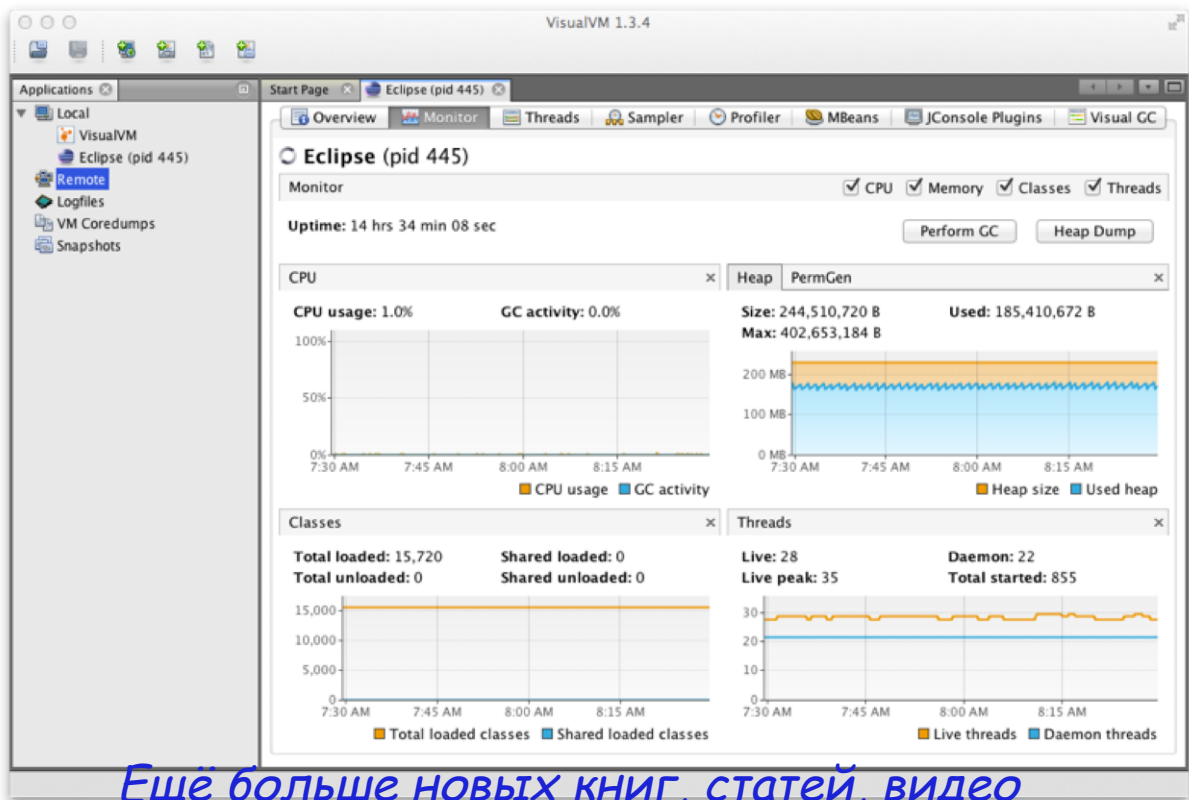 VisualVM 1.3.4
Applications
Start Page
Eclipse (pid 445)
Local
VisualVM
Eclipse (pid 445)
Remote
Logfiles
VM Coredumps
Snapshots
Overview
Monitor
Threads
Sampler
Profiler
MBeans
JConsole Plugins
Visual GC
Eclipse (pid 445)
Monitor
CPU
Memory
Classes
Threads
Uptime: 14 hrs 34 min 08 sec
Perform GC
Heap Dump
CPU
CPU usage: 1.0%
GC activity: 0.0%
100%
50%
0%
7:30 AM
7:45 AM
8:00 AM
8:15 AM
CPU usage
GC activity
Heap
PermGen
Size: 244,510,720 B
Used: 185,410,672 B
Max: 402,653,184 B
200 MB
100 MB
0 MB
7:30 AM
7:45 AM
8:00 AM
8:15 AM
Heap size
Used heap
Classes
Total loaded: 15,720
Shared loaded: 0
Total unloaded: 0
Shared unloaded: 0
15,000
10,000
5,000
0
7:30 AM
7:45 AM
8:00 AM
8:15 AM
Total loaded classes
Shared loaded classes
Threads
Live: 28
Daemon: 22
Live peak: 35
Total started: 855
30
20
10
0
7:30 AM
7:45 AM
8:00 AM
8:15 AM
Live threads
Daemon threads
Ещё больше новых книг, статей, видео